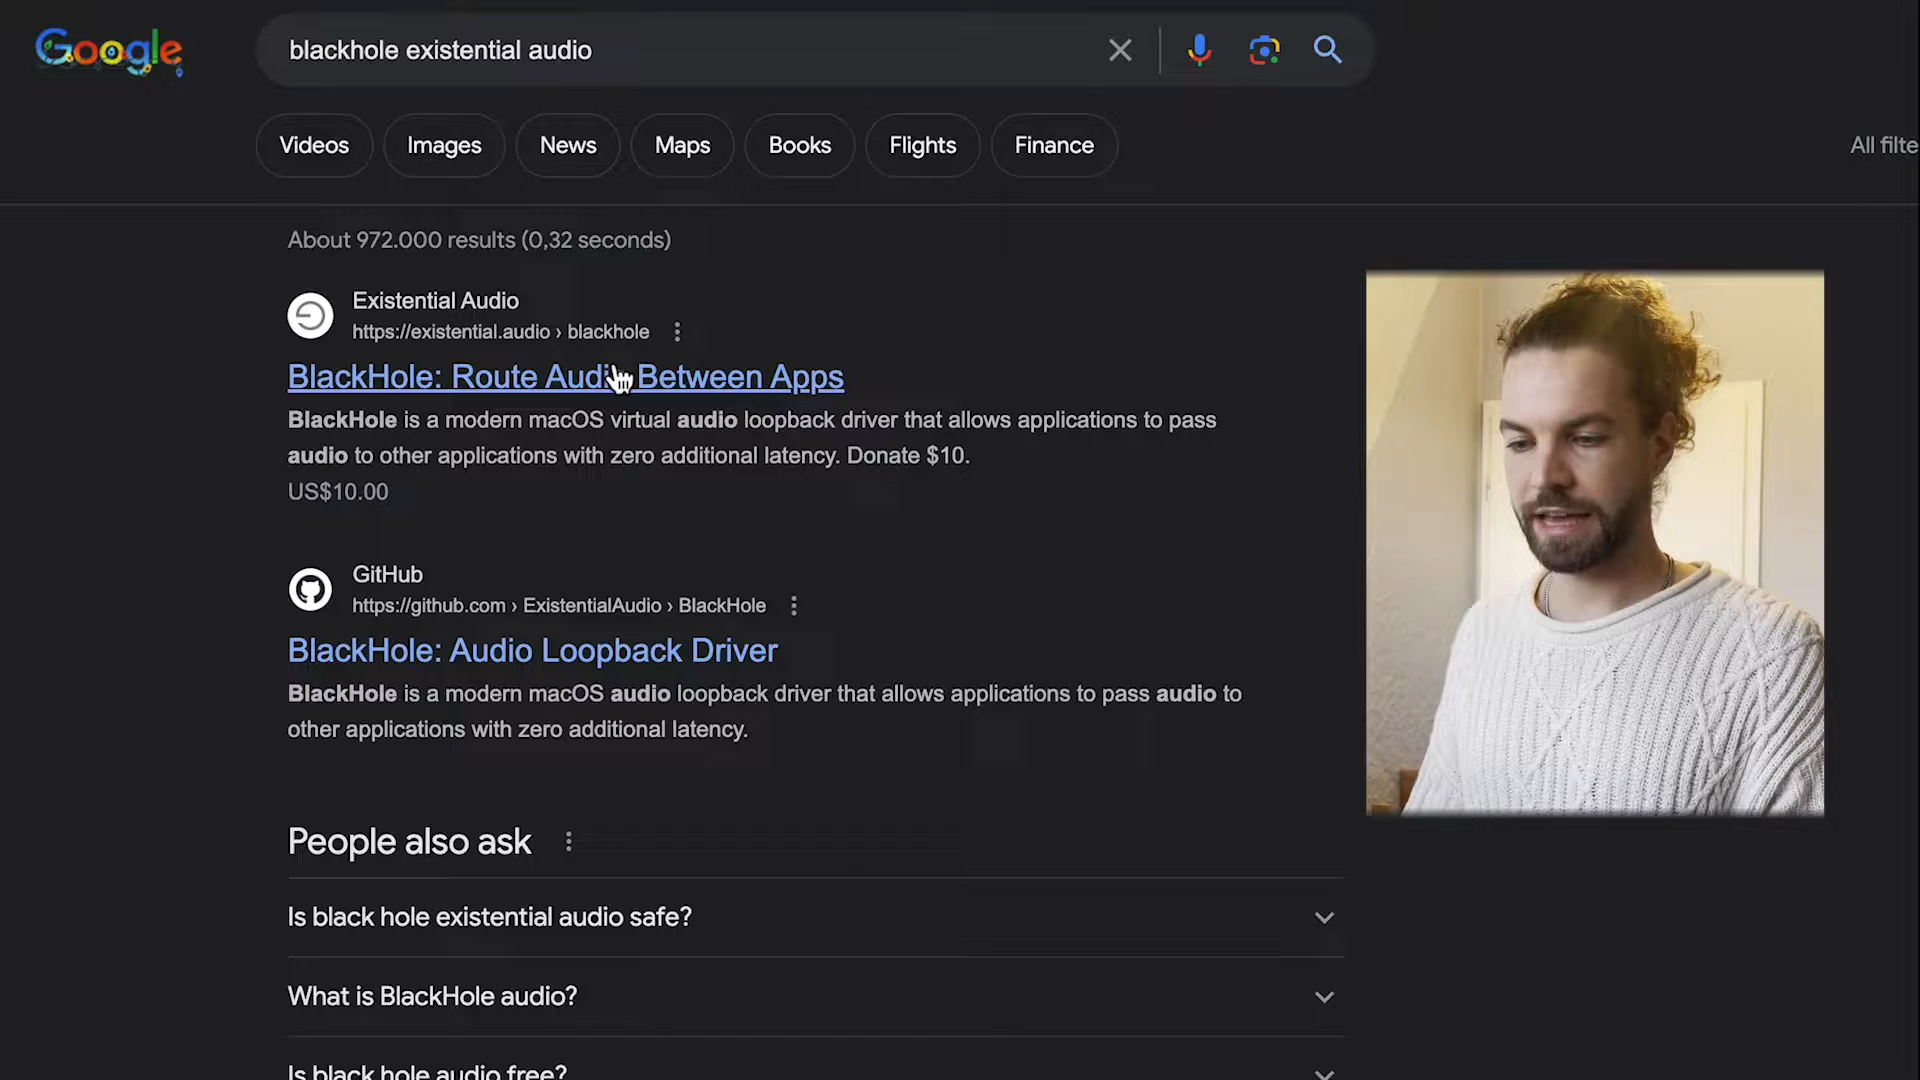 Google
blackhole existential audio
Videos
Images
News
Maps
Books
Flights
Finance
All filte
About 972.000 results (0,32 seconds)
Existential Audio
https://existential.audio › blackhole
BlackHole: Route Audio Between Apps
BlackHole is a modern macOS virtual audio loopback driver that allows applications to pass
audio to other applications with zero additional latency. Donate $10.
US$10.00
GitHub
https://github.com › ExistentialAudio › BlackHole
BlackHole: Audio Loopback Driver
BlackHole is a modern macOS audio loopback driver that allows applications to pass audio to
other applications with zero additional latency.
People also ask
Is black hole existential audio safe?
What is BlackHole audio?
Is black hole audio free?